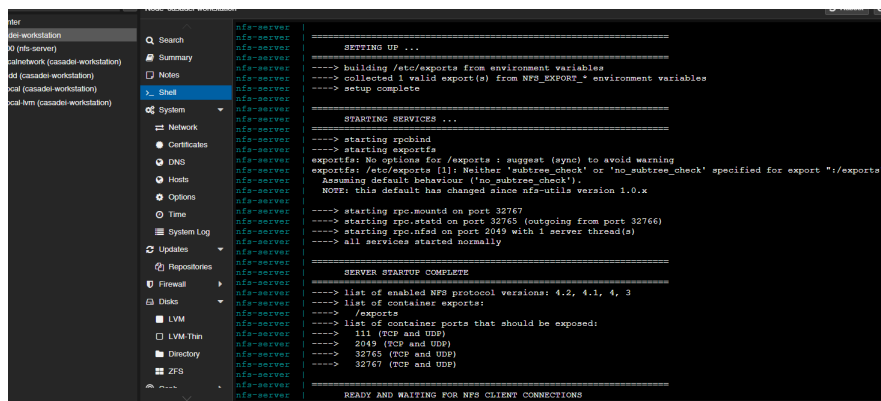 Node 'casadei-workstation'
nter
dei-workstation
00 (nfs-server)
calnetwork (casadei-workstation)
dd (casadei-workstation)
ocal (casadei-workstation)
ocal-lvm (casadei-workstation)
Search
Summary
Notes
>_ Shell
System
Network
Certificates
DNS
Hosts
Options
Time
System Log
Updates
Repositories
Firewall
Disks
LVM
LVM-Thin
Directory
ZFS
nfs-server |
nfs-server | ==================================================================
nfs-server | SETTING UP ...
nfs-server | ==================================================================
nfs-server | ----> building /etc/exports from environment variables
nfs-server | ----> collected 1 valid export(s) from NFS_EXPORT_* environment variables
nfs-server | ----> setup complete
nfs-server |
nfs-server | ==================================================================
nfs-server | STARTING SERVICES ...
nfs-server | ==================================================================
nfs-server | ----> starting rpcbind
nfs-server | ----> starting exportfs
nfs-server | exportfs: No options for /exports : suggest (sync) to avoid warning
nfs-server | exportfs: /etc/exports [1]: Neither 'subtree_check' or 'no_subtree_check' specified for export ":/exports
nfs-server | Assuming default behaviour ('no_subtree_check').
nfs-server | NOTE: this default has changed since nfs-utils version 1.0.x
nfs-server |
nfs-server | ----> starting rpc.mountd on port 32767
nfs-server | ----> starting rpc.statd on port 32765 (outgoing from port 32766)
nfs-server | ----> starting rpc.nfsd on port 2049 with 1 server thread(s)
nfs-server | ----> all services started normally
nfs-server |
nfs-server | ==================================================================
nfs-server | SERVER STARTUP COMPLETE
nfs-server | ==================================================================
nfs-server | ----> list of enabled NFS protocol versions: 4.2, 4.1, 4, 3
nfs-server | ----> list of container exports:
nfs-server | ----> /exports
nfs-server | ----> list of container ports that should be exposed:
nfs-server | ----> 111 (TCP and UDP)
nfs-server | ----> 2049 (TCP and UDP)
nfs-server | ----> 32765 (TCP and UDP)
nfs-server | ----> 32767 (TCP and UDP)
nfs-server |
nfs-server | ==================================================================
nfs-server | READY AND WAITING FOR NFS CLIENT CONNECTIONS